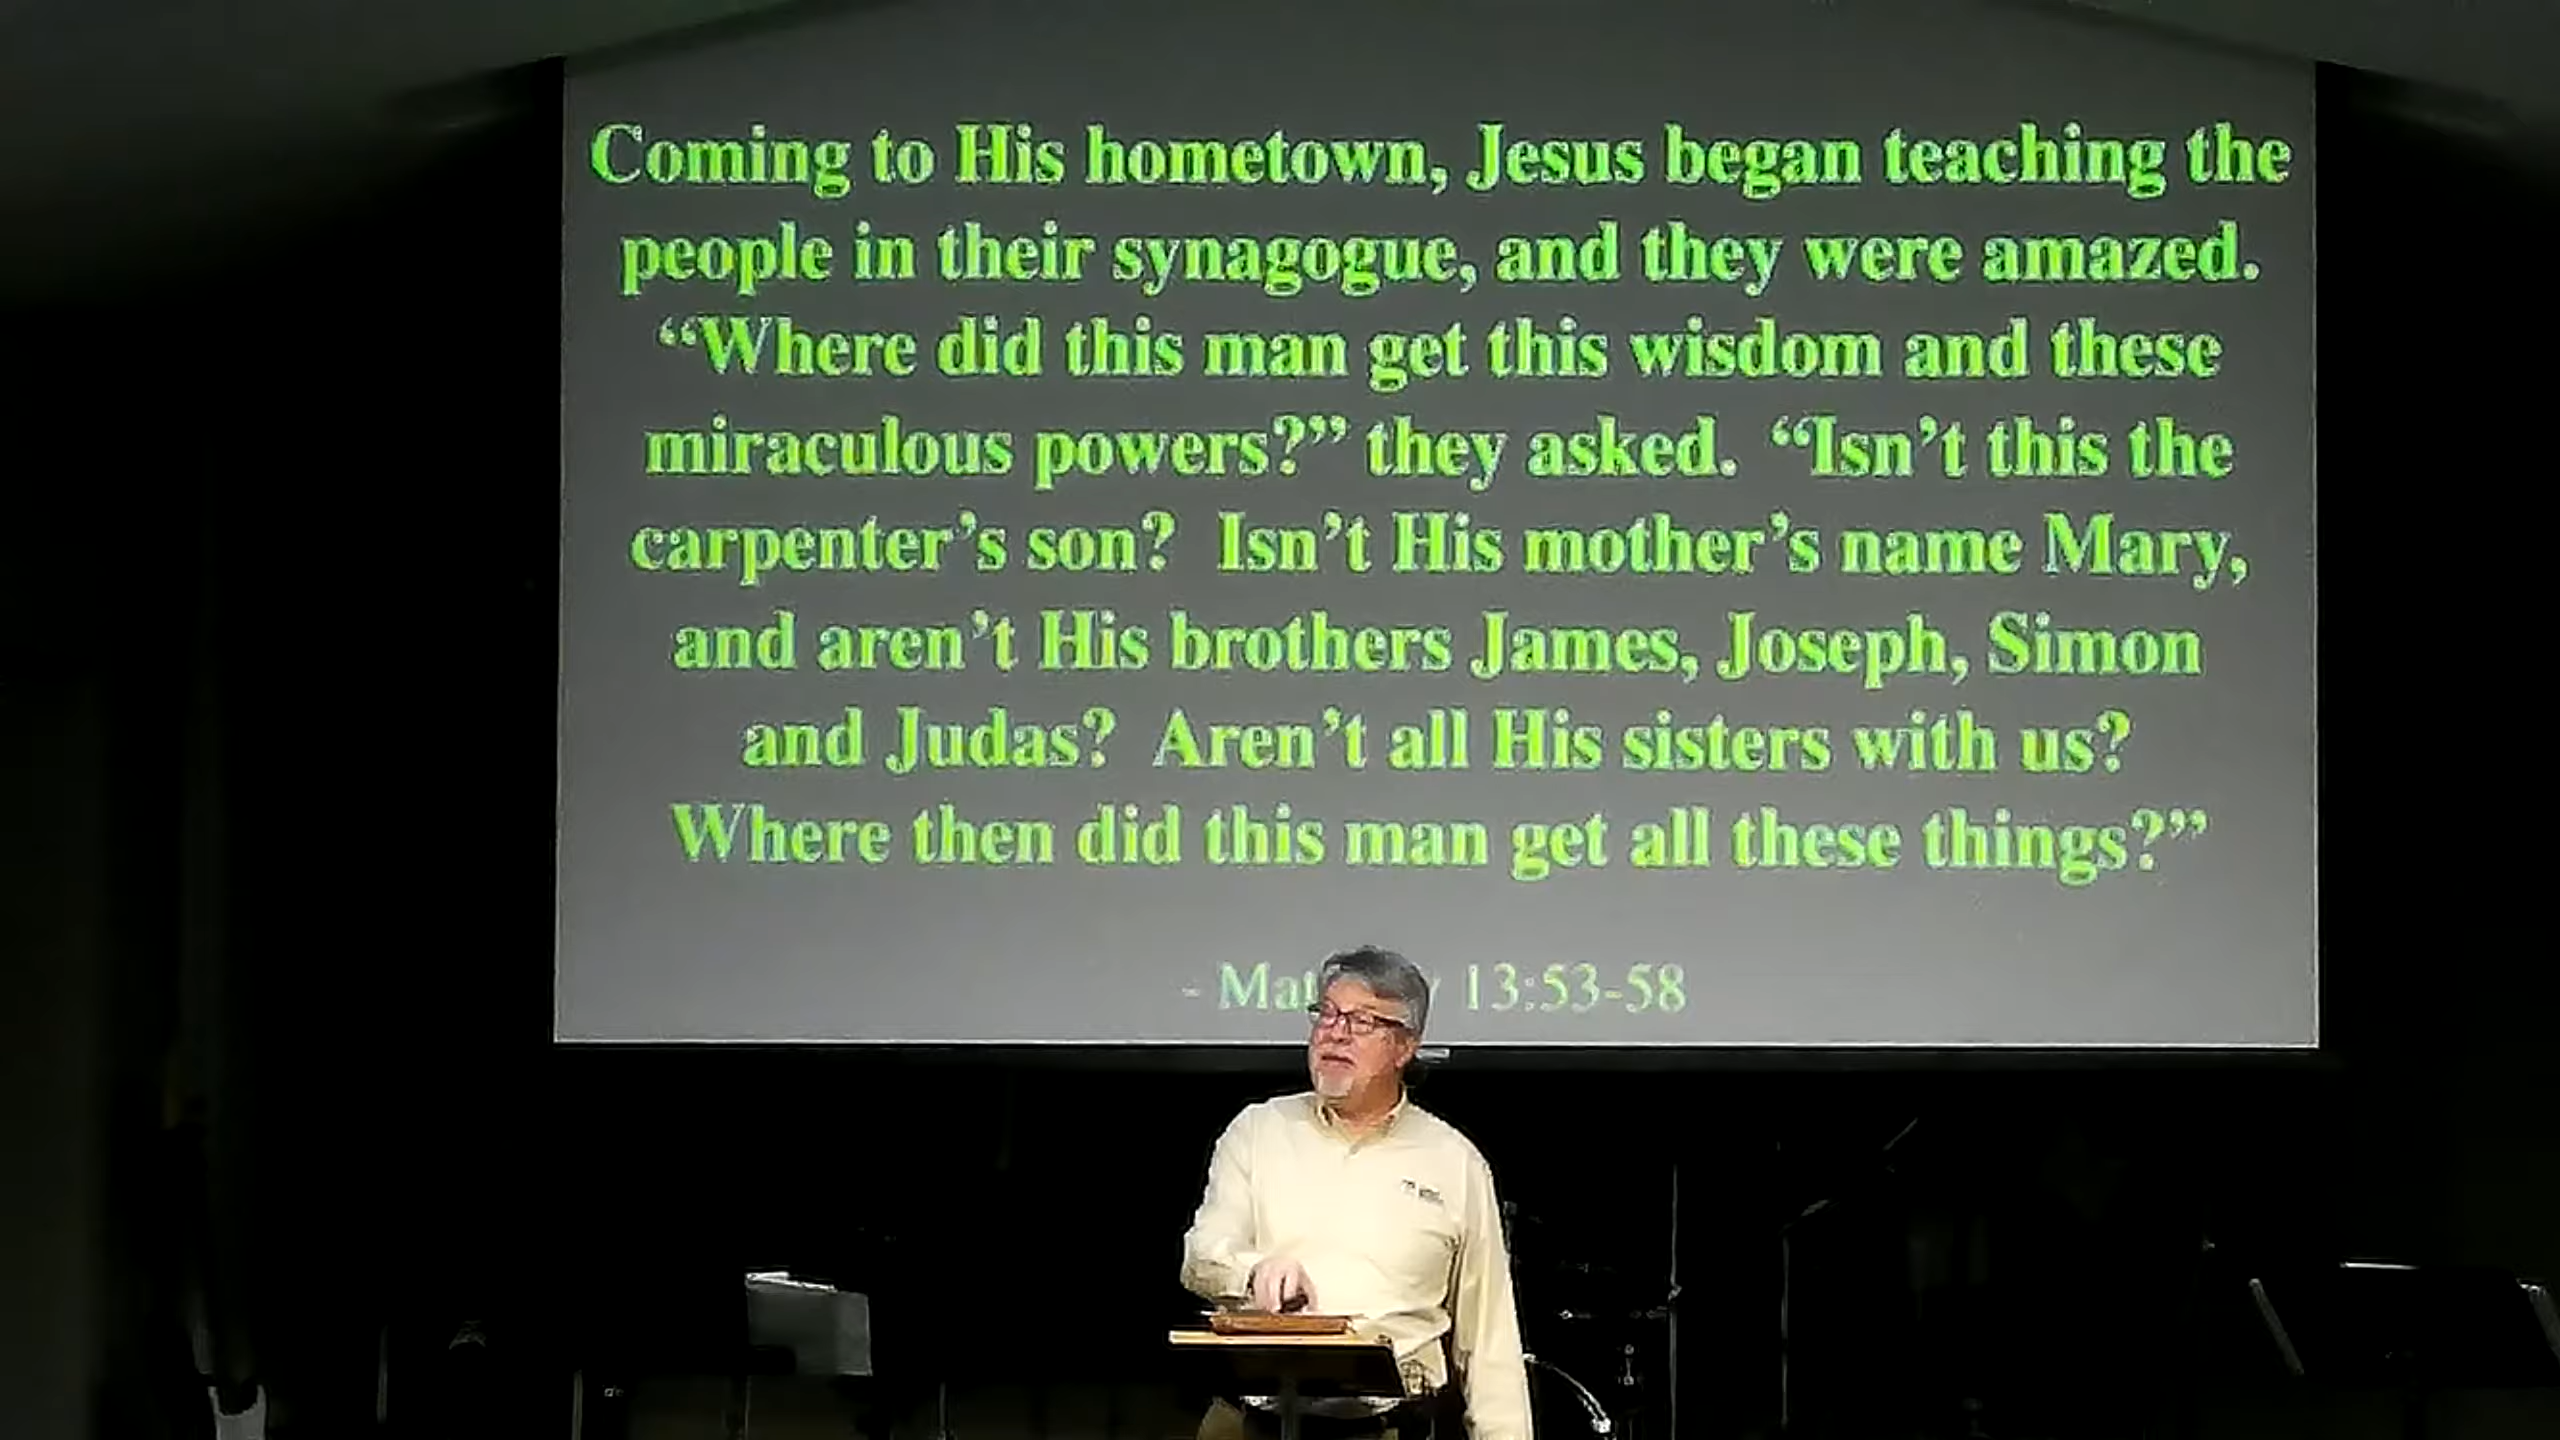 Coming to His hometown, Jesus began teaching the
people in their synagogue, and they were amazed.
“Where did this man get this wisdom and these
miraculous powers?” they asked. “Isn’t this the
carpenter’s son? Isn’t His mother’s name Mary,
and aren’t His brothers James, Joseph, Simon
and Judas? Aren’t all His sisters with us?
Where then did this man get all these things?”
- 13:53-58